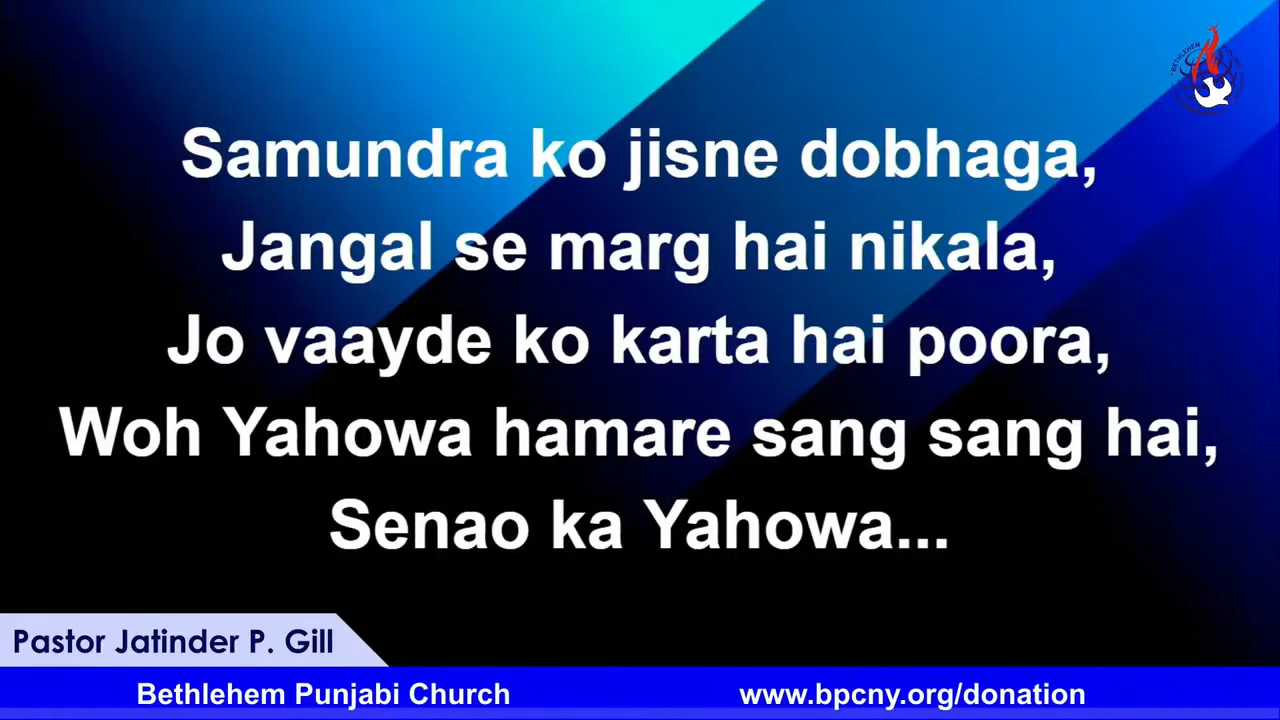 BETHLEHEM
Samundra ko jisne dobhaga,
Jangal se marg hai nikala,
Jo vaayde ko karta hai poora,
Woh Yahowa hamare sang sang hai,
Senao ka Yahowa...
Pastor Jatinder P. Gill
Bethlehem Punjabi Church
www.bpcny.org/donation